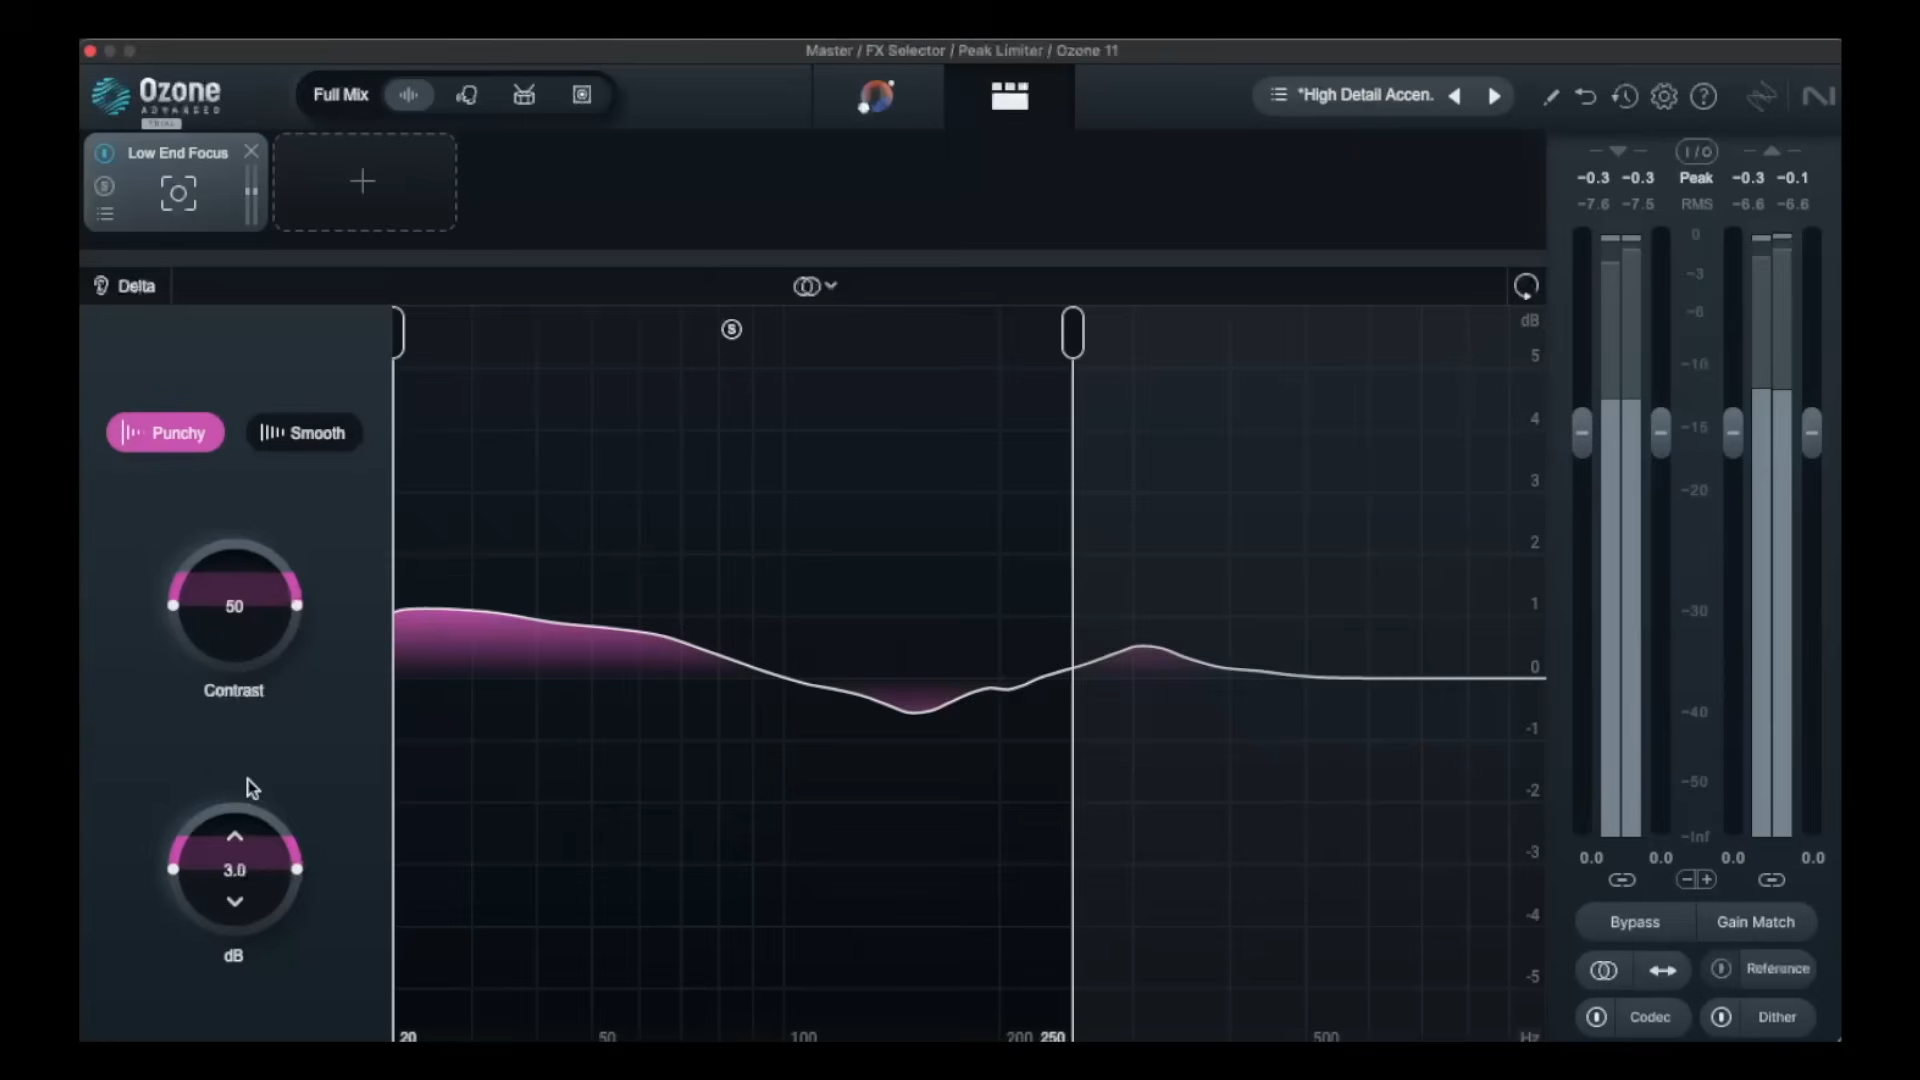 Master / FX Selector / Peak Limiter / Ozone 11
Ozone
ADVANCED
TRIAL
Full Mix
*High Detail Accen.
Low End Focus
S
I/O
-0.3 -0.3 Peak -0.3 -0.1
-7.6 -7.5 RMS -6.6 -6.6
Delta
S
dB
5
4
3
2
1
0
-1
-2
-3
-4
-5
0
-3
-6
-10
-15
-20
-30
-40
-50
-Inf
Punchy
Smooth
50
Contrast
3.0
dB
20 50 100 200 250 500 Hz
0.0 0.0 0.0 0.0
Bypass
Gain Match
Reference
Codec
Dither